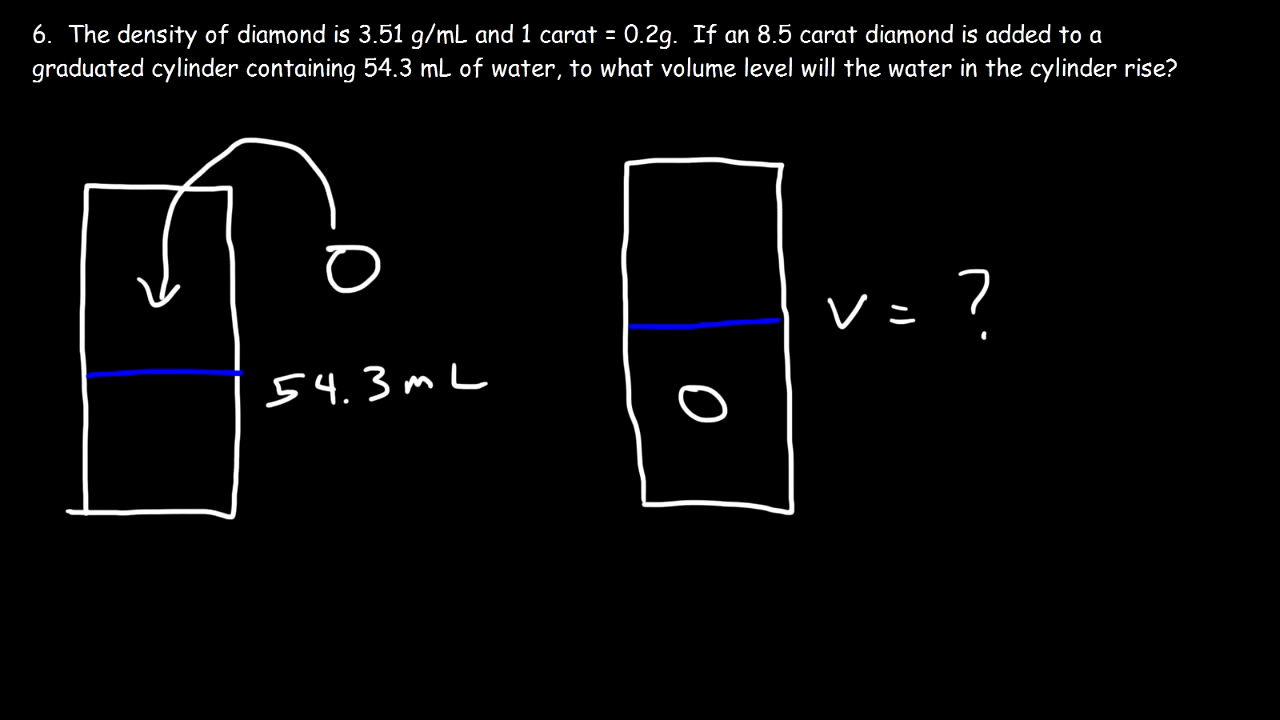 6. The density of diamond is 3.51 g/mL and 1 carat = 0.2g. If an 8.5 carat diamond is added to a
graduated cylinder containing 54.3 mL of water, to what volume level will the water in the cylinder rise?
V = ?
54.3 mL